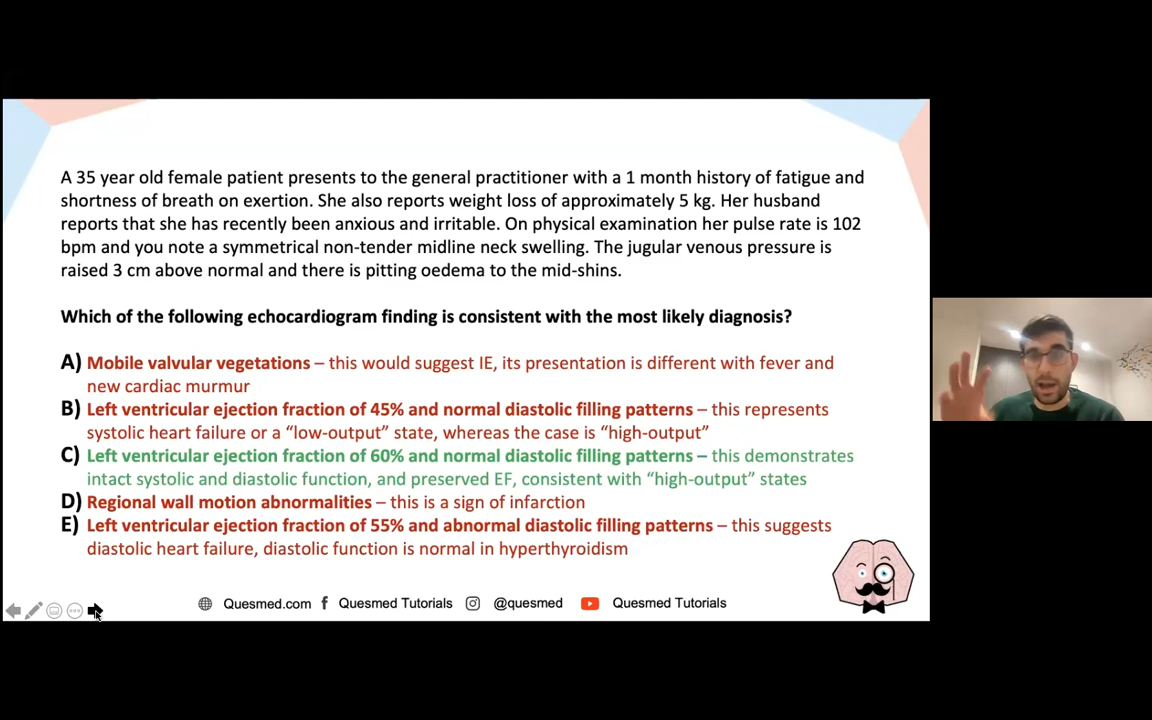 A 35 year old female patient presents to the general practitioner with a 1 month history of fatigue and
shortness of breath on exertion. She also reports weight loss of approximately 5 kg. Her husband
reports that she has recently been anxious and irritable. On physical examination her pulse rate is 102
bpm and you note a symmetrical non-tender midline neck swelling. The jugular venous pressure is
raised 3 cm above normal and there is pitting oedema to the mid-shins.
Which of the following echocardiogram finding is consistent with the most likely diagnosis?
A) Mobile valvular vegetations – this would suggest IE, its presentation is different with fever and
new cardiac murmur
B) Left ventricular ejection fraction of 45% and normal diastolic filling patterns – this represents
systolic heart failure or a “low-output” state, whereas the case is “high-output”
C) Left ventricular ejection fraction of 60% and normal diastolic filling patterns – this demonstrates
intact systolic and diastolic function, and preserved EF, consistent with “high-output” states
D) Regional wall motion abnormalities – this is a sign of infarction
E) Left ventricular ejection fraction of 55% and abnormal diastolic filling patterns – this suggests
diastolic heart failure, diastolic function is normal in hyperthyroidism
Quesmed.com Quesmed Tutorials @quesmed Quesmed Tutorials